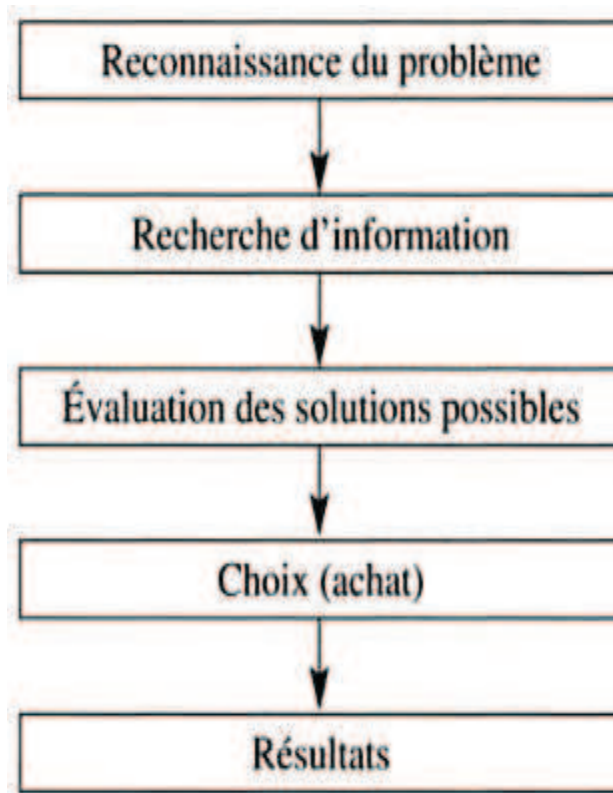 Reconnaissance du problème
Recherche d'information
Évaluation des solutions possibles
Choix (achat)
Résultats